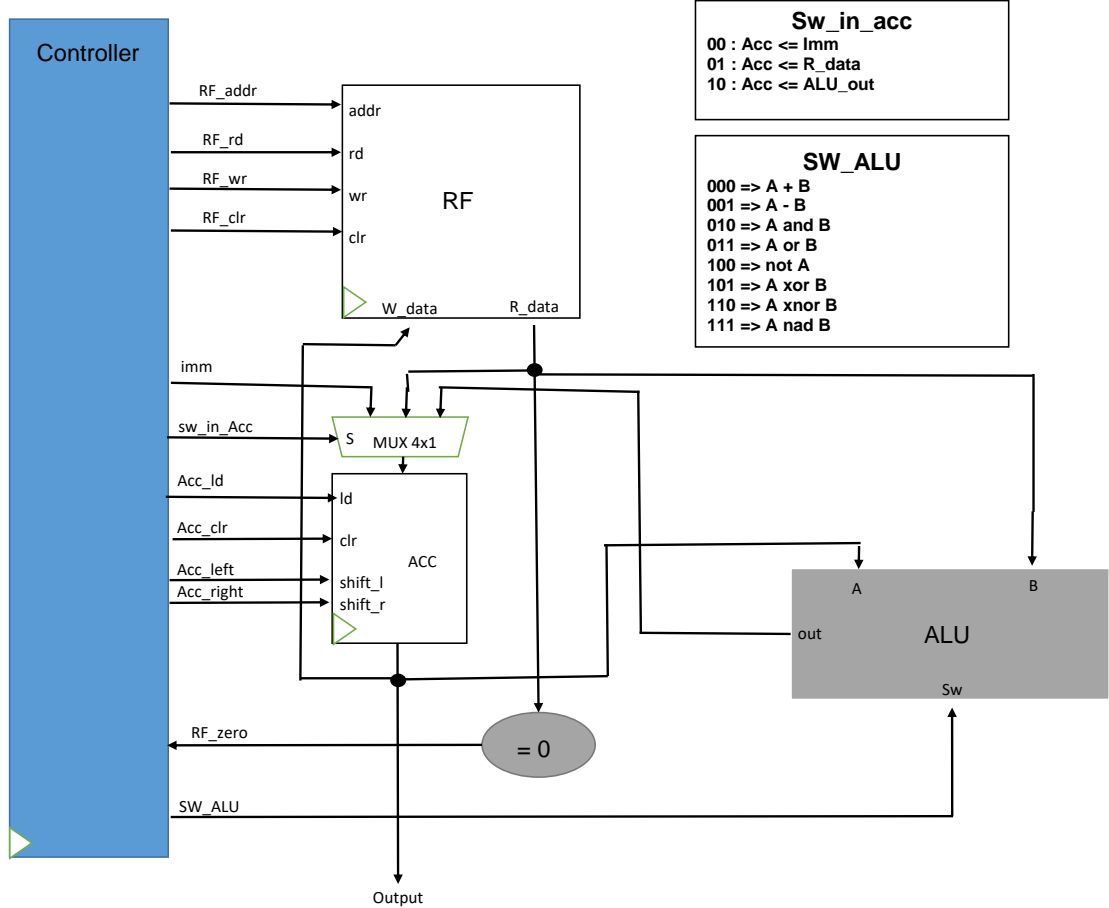 Controller
Sw_in_acc
00 : Acc <= Imm
01 : Acc <= R_data
10 : Acc <= ALU_out
SW_ALU
000 => A + B
001 => A - B
010 => A and B
011 => A or B
100 => not A
101 => A xor B
110 => A xnor B
111 => A nad B
RF_addr
addr
RF_rd
rd
RF_wr
wr
RF
RF_clr
clr
W_data
R_data
imm
sw_in_Acc
S
MUX 4x1
Acc_ld
ld
Acc_clr
clr
ACC
Acc_left
shift_l
Acc_right
shift_r
A
B
out
ALU
Sw
RF_zero
= 0
SW_ALU
Output